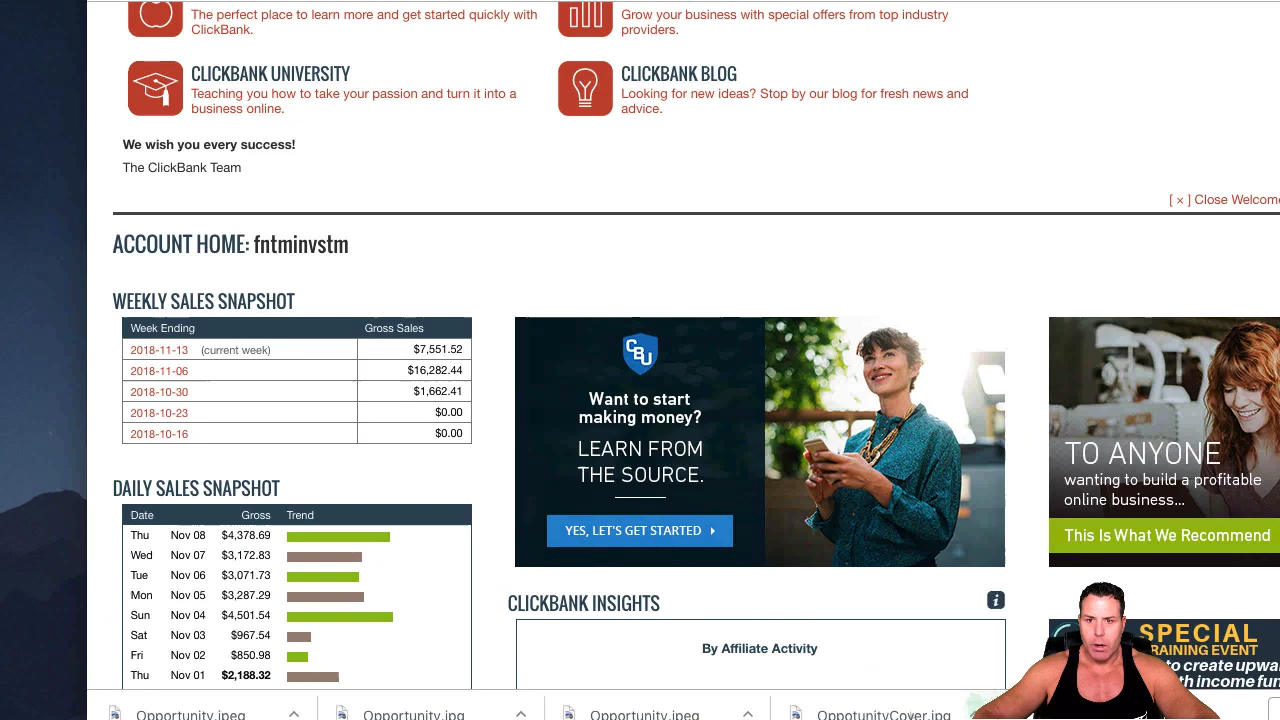 The perfect place to learn more and get started quickly with
ClickBank.
Grow your business with special offers from top industry
providers.
CLICKBANK UNIVERSITY
Teaching you how to take your passion and turn it into a
business online.
CLICKBANK BLOG
Looking for new ideas? Stop by our blog for fresh news and
advice.
We wish you every success!
The ClickBank Team
[ × ] Close Welcome
ACCOUNT HOME: fntminvstm
WEEKLY SALES SNAPSHOT
Week Ending Gross Sales
2018-11-13 (current week) $7,551.52
2018-11-06 $16,282.44
2018-10-30 $1,662.41
2018-10-23 $0.00
2018-10-16 $0.00
CBU
Want to start
making money?
LEARN FROM
THE SOURCE.
YES, LET'S GET STARTED
TO ANYONE
wanting to build a profitable
online business...
This Is What We Recommend
DAILY SALES SNAPSHOT
Date Gross Trend
Thu Nov 08 $4,378.69
Wed Nov 07 $3,172.83
Tue Nov 06 $3,071.73
Mon Nov 05 $3,287.29
Sun Nov 04 $4,501.54
Sat Nov 03 $967.54
Fri Nov 02 $850.98
Thu Nov 01 $2,188.32
CLICKBANK INSIGHTS
By Affiliate Activity
SPECIAL
RAINING EVENT
to create upwa
th income fun
Opportunity.jpeg
Opportunity.jpg
Opportunity.jpeg
OppotunityCover.jpg